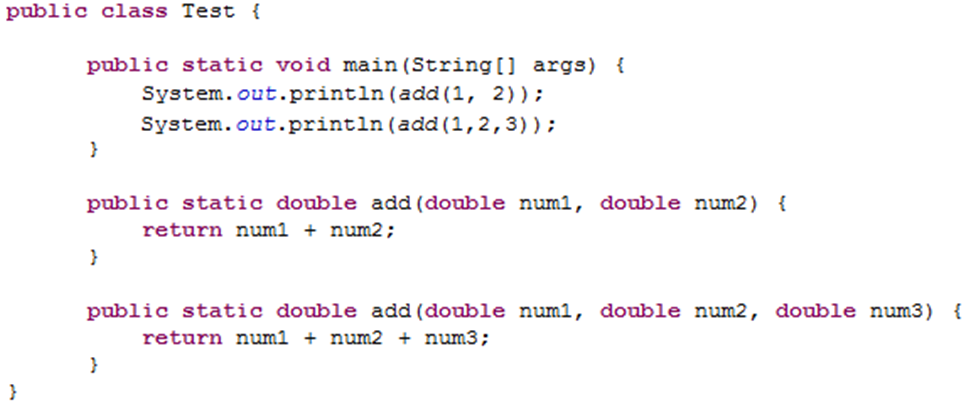 public class Test {
public static void main(String[] args) {
System.out.println(add(1, 2));
System.out.println(add(1,2,3));
}
public static double add(double num1, double num2) {
return num1 + num2;
}
public static double add(double num1, double num2, double num3) {
return num1 + num2 + num3;
}
}